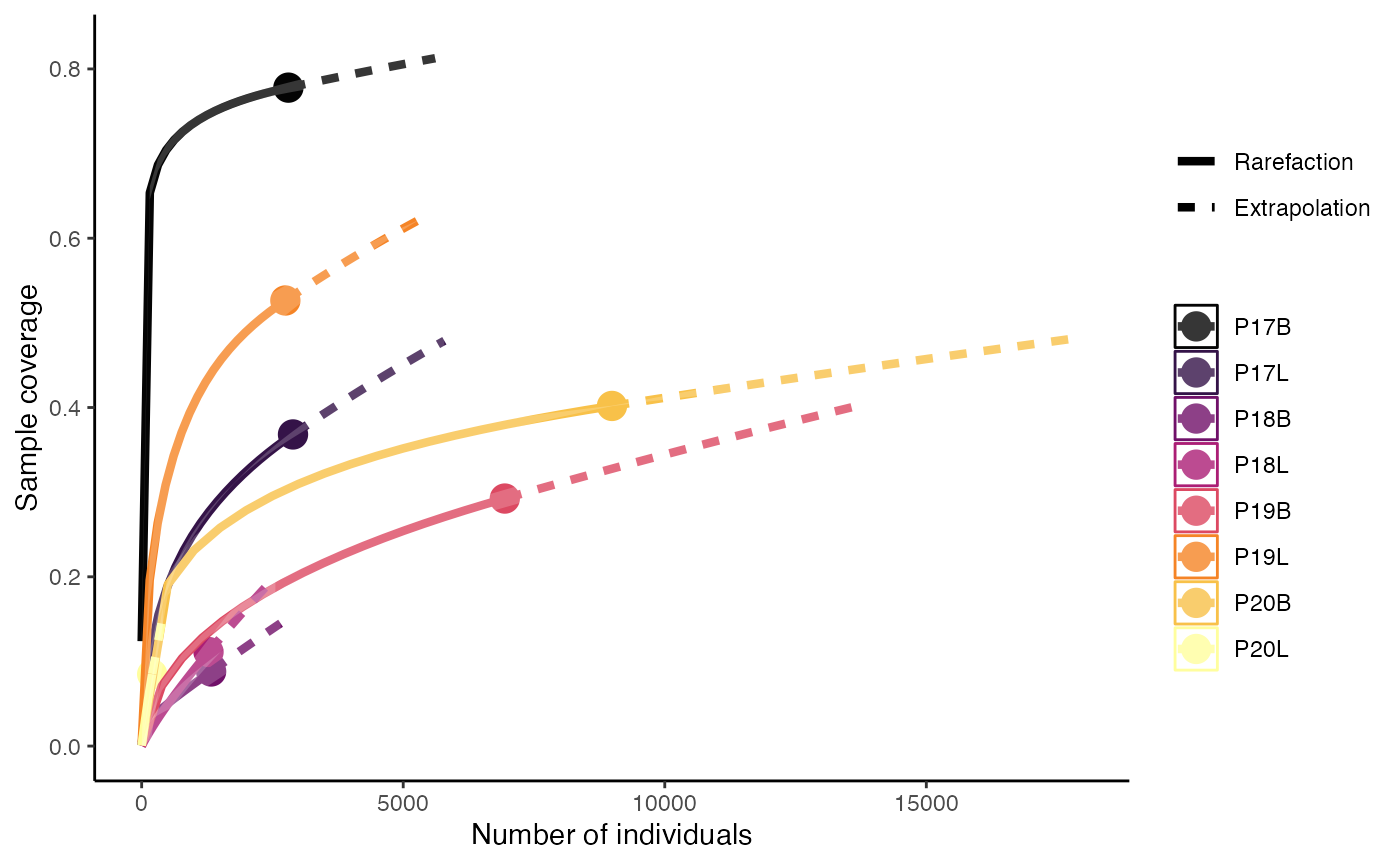 Sample coverage
0.8
0.6
0.4
0.2
0.0
0
5000
10000
15000
Number of individuals
Rarefaction
Extrapolation
P17B
P17L
P18B
P18L
P19B
P19L
P20B
P20L